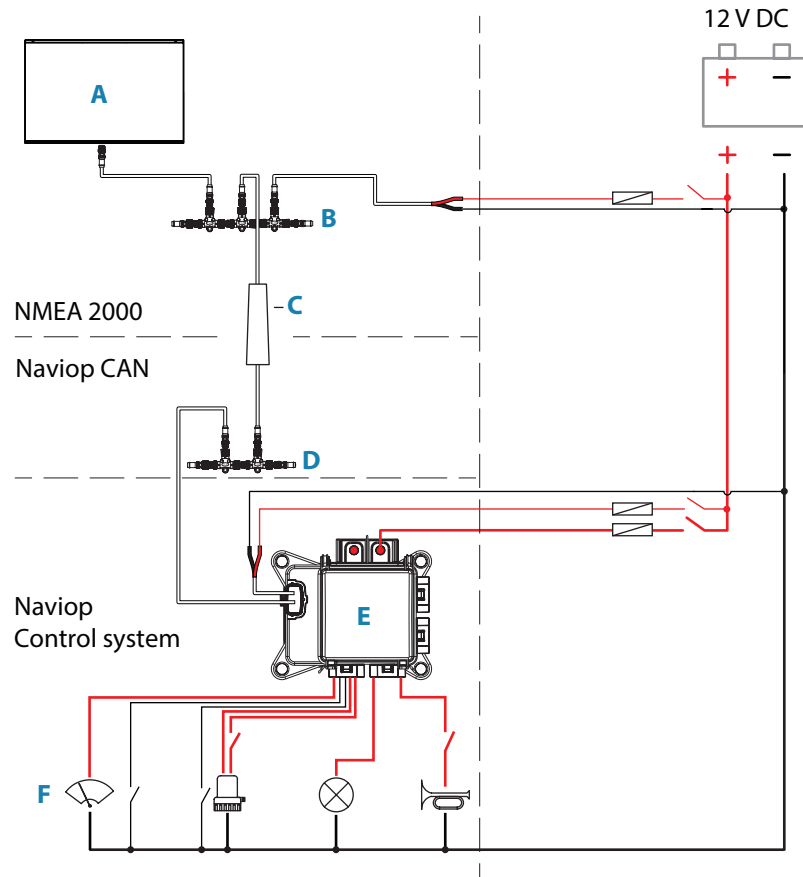 12 V DC
+ −
A
+ −
B
C
NMEA 2000
Naviop CAN
D
E
Naviop
Control system
F